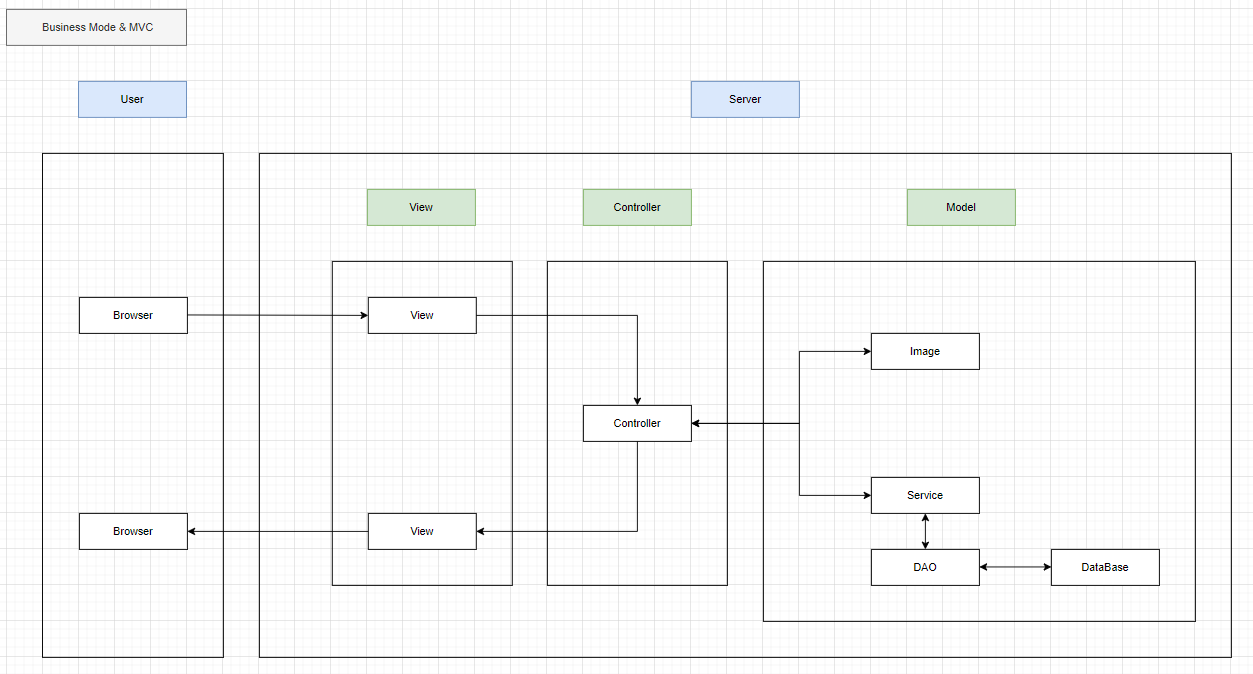 Business Mode & MVC
User
Server
View
Controller
Model
Browser
View
Image
Controller
Service
Browser
View
DAO
DataBase